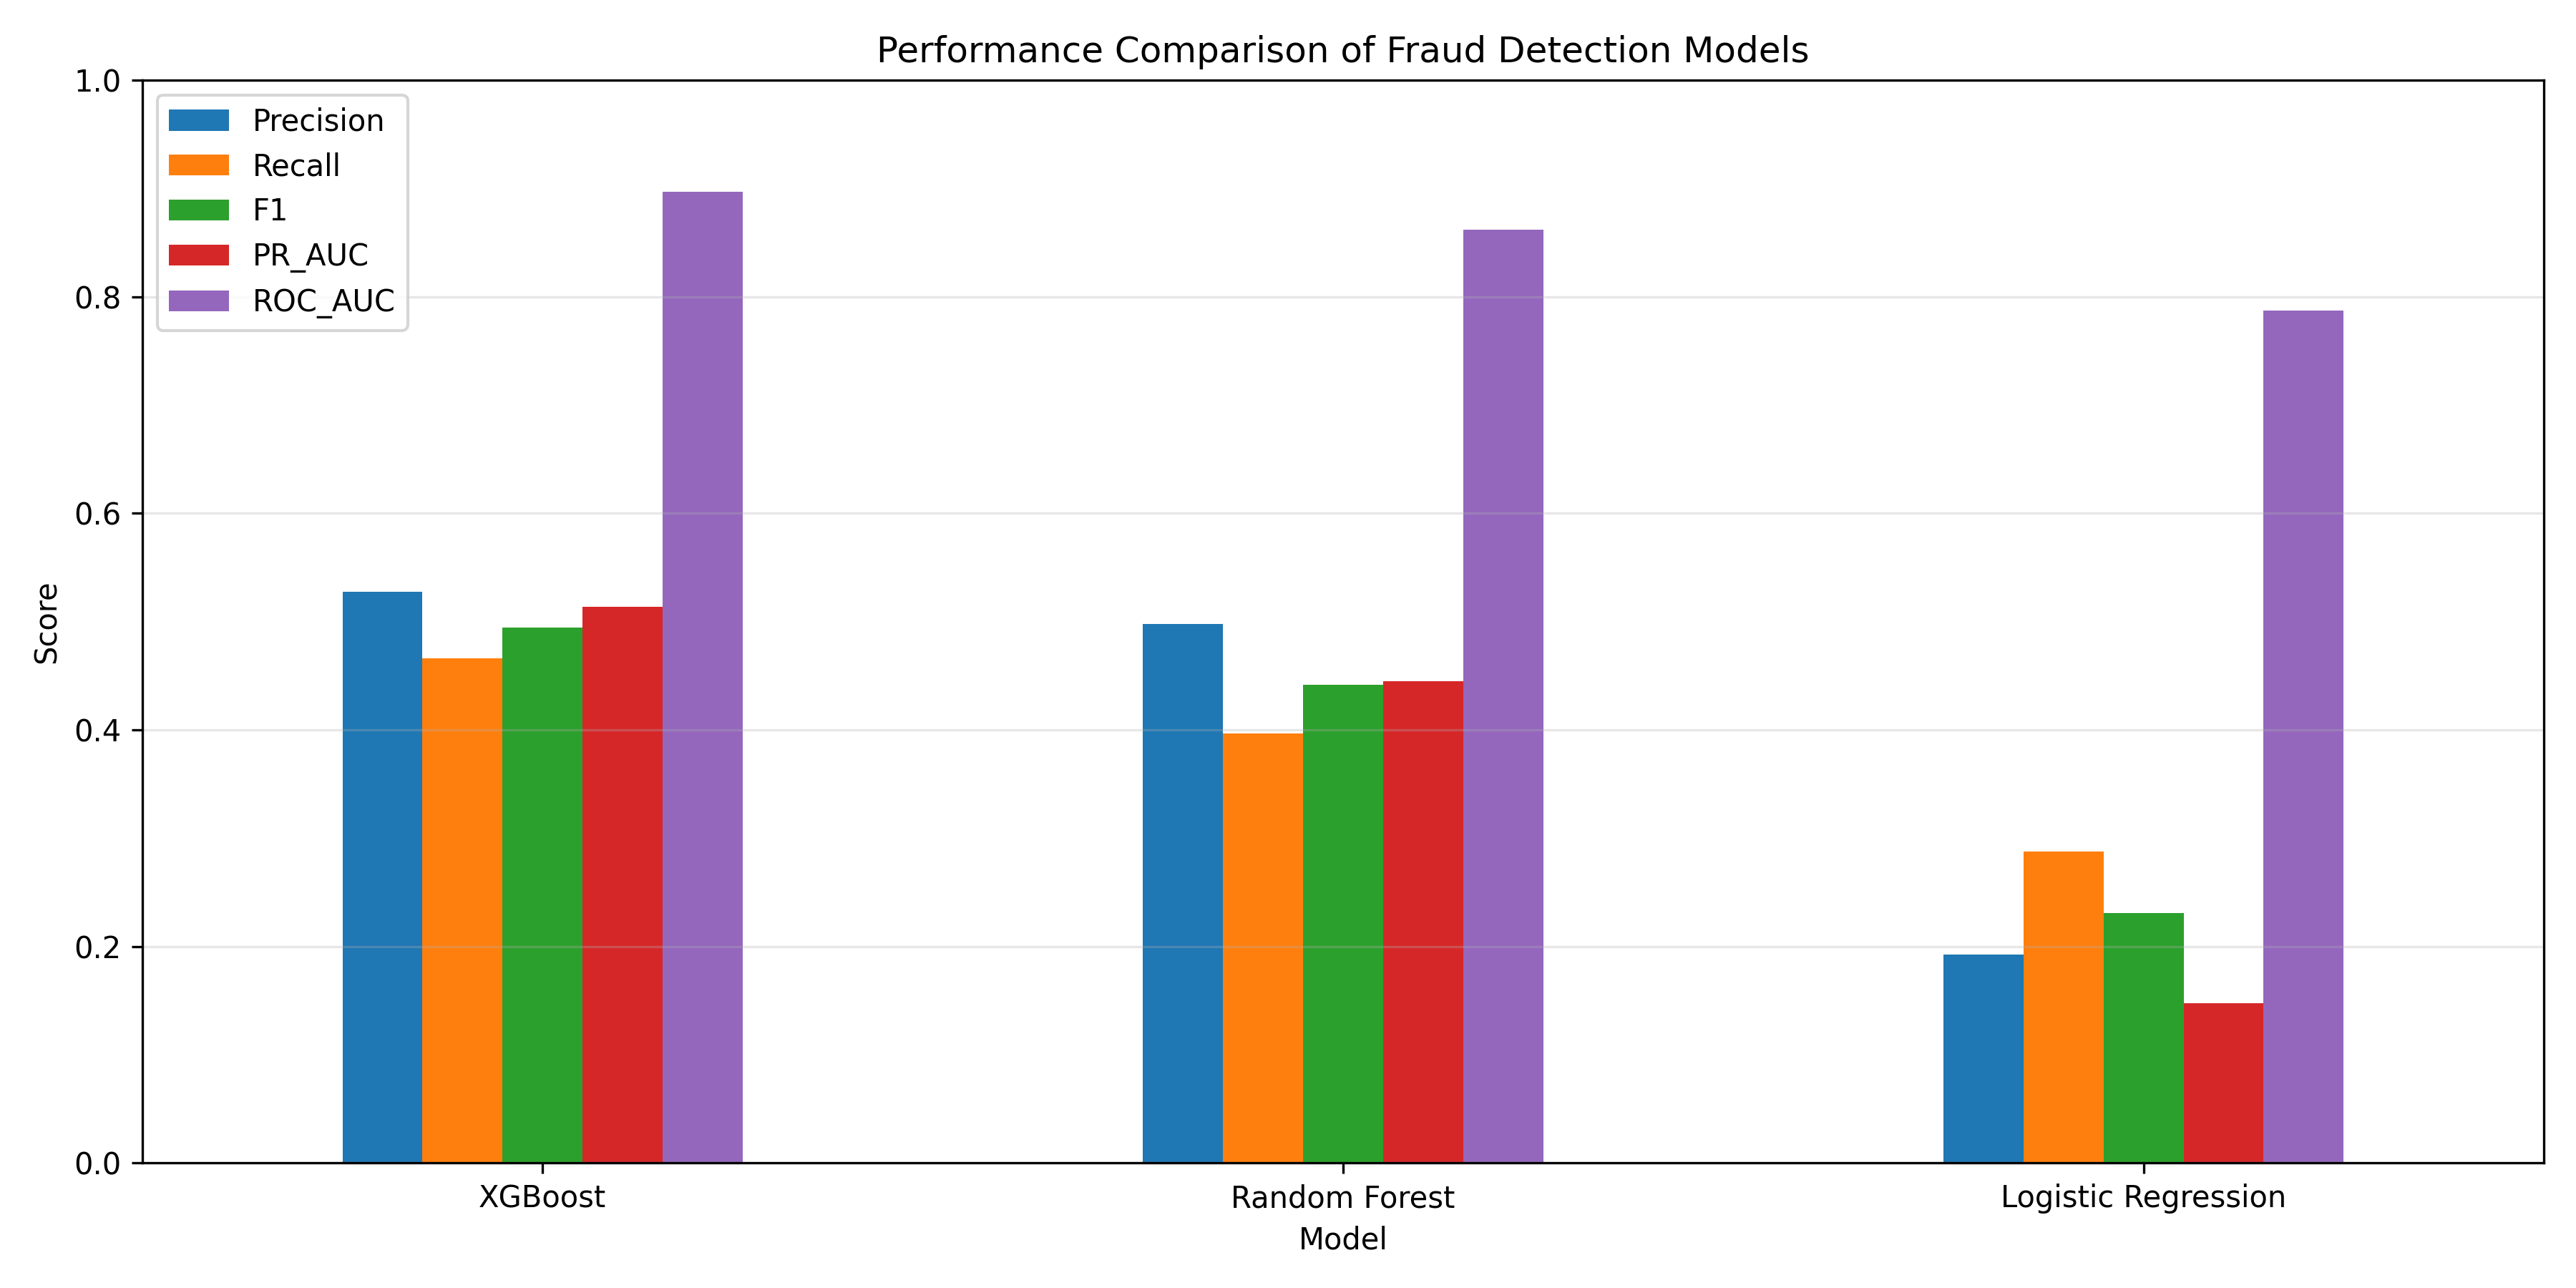 Performance Comparison of Fraud Detection Models
1.0
0.8
0.6
0.4
0.2
0.0
Score
Precision
Recall
F1
PR_AUC
ROC_AUC
XGBoost
Random Forest
Logistic Regression
Model